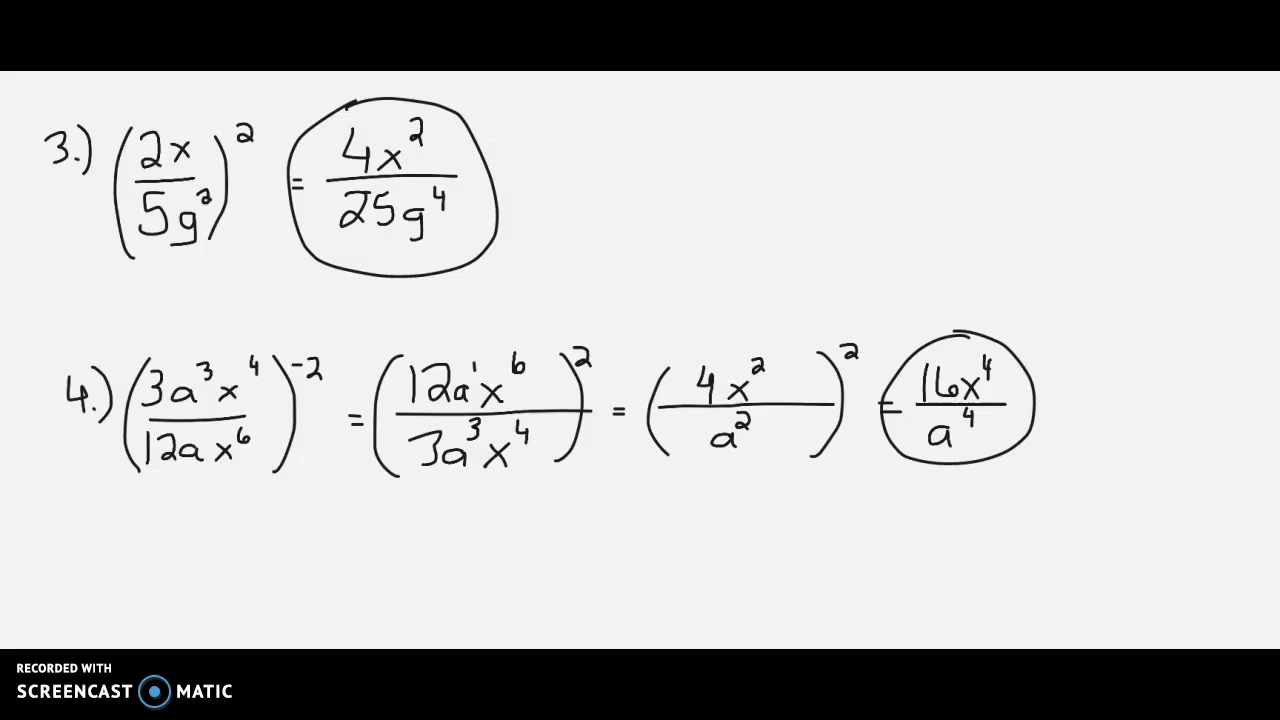 3.) (2x/5g²)² = 4x²/25g⁴
4.) (3a³x⁴/12ax⁶)⁻² = (12a¹x⁶/3a³x⁴)² = (4x²/a²)² = 16x⁴/a⁴
RECORDED WITH
SCREENCAST MATIC